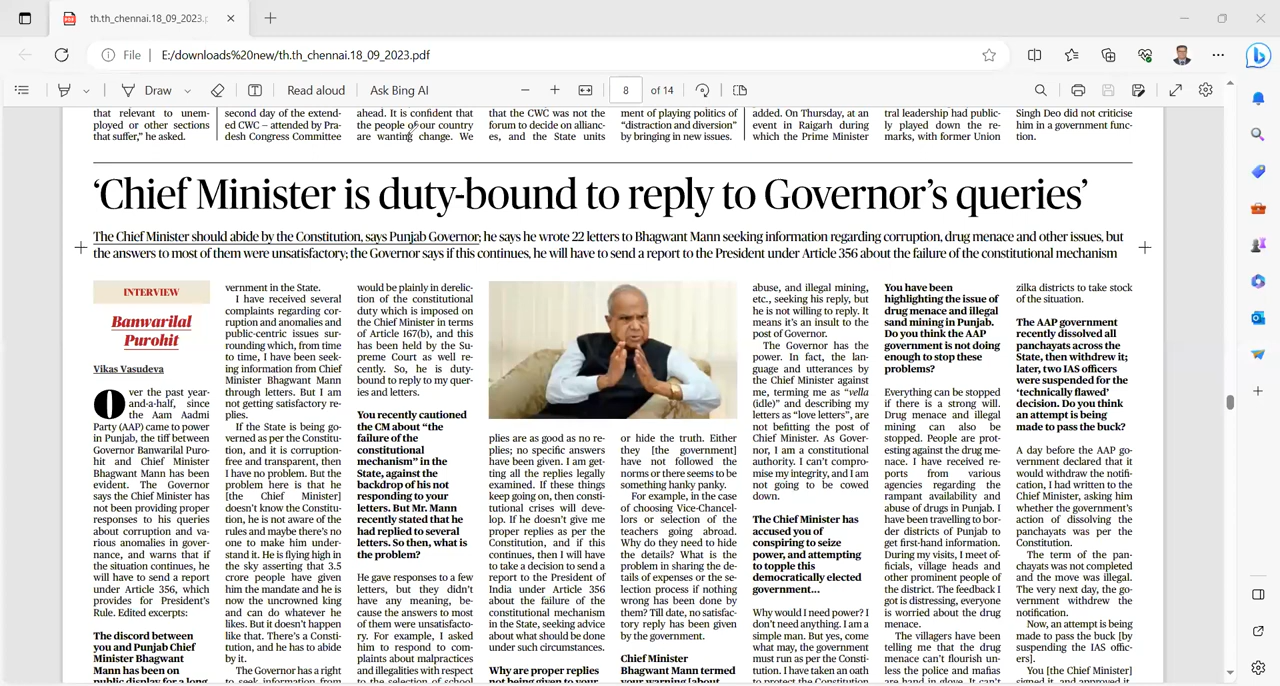 th.th_chennai.18_09_2023.p
File
E:/downloads%20new/th.th_chennai.18_09_2023.pdf
Draw
Read aloud
Ask Bing AI
8
of 14
that relevant to unem-
ployed or other sections
that suffer,” he asked.
second day of the extend-
ed CWC – attended by Pra-
desh Congress Committee
ahead. It is confident that
the people of our country
are wanting change. We
that the CWC was not the
forum to decide on allianc-
es, and the State units
ment of playing politics of
“distraction and diversion”
by bringing in new issues.
added. On Thursday, at an
event in Raigarh during
which the Prime Minister
tral leadership had public-
ly played down the re-
marks, with former Union
Singh Deo did not criticise
him in a government func-
tion.
‘Chief Minister is duty-bound to reply to Governor’s queries’
The Chief Minister should abide by the Constitution, says Punjab Governor; he says he wrote 22 letters to Bhagwant Mann seeking information regarding corruption, drug menace and other issues, but
the answers to most of them were unsatisfactory; the Governor says if this continues, he will have to send a report to the President under Article 356 about the failure of the constitutional mechanism
INTERVIEW
Banwarilal
Purohit
Vikas Vasudeva
Over the past year-
and-a-half, since
the Aam Aadmi
Party (AAP) came to power
in Punjab, the tiff between
Governor Banwarilal Puro-
hit and Chief Minister
Bhagwant Mann has been
evident. The Governor
says the Chief Minister has
not been providing proper
responses to his queries
about corruption and va-
rious anomalies in gover-
nance, and warns that if
the situation continues, he
will have to send a report
under Article 356, which
provides for President’s
Rule. Edited excerpts:
The discord between
you and Punjab Chief
Minister Bhagwant
Mann has been on
public display for a long
vernment in the State.
I have received several
complaints regarding cor-
ruption and anomalies and
public-centric issues sur-
rounding which, from time
to time, I have been seek-
ing information from Chief
Minister Bhagwant Mann
through letters. But I am
not getting satisfactory re-
plies.
If the State is being go-
verned as per the Constitu-
tion, and it is corruption-
free and transparent, then
I have no problem. But the
problem here is that he
[the Chief Minister]
doesn’t know the Constitu-
tion, he is not aware of the
rules and maybe there’s no
one to make him under-
stand it. He is flying high in
the sky asserting that 3.5
crore people have given
him the mandate and he is
now the uncrowned king
and can do whatever he
likes. But it doesn’t happen
like that. There’s a Consti-
tution, and he has to abide
by it.
The Governor has a right
to seek information from
would be plainly in derelic-
tion of the constitutional
duty which is imposed on
the Chief Minister in terms
of Article 167(b), and this
has been held by the Su-
preme Court as well re-
cently. So, he is duty-
bound to reply to my quer-
ies and letters.
You recently cautioned
the CM about “the
failure of the
constitutional
mechanism” in the
State, against the
backdrop of his not
responding to your
letters. But Mr. Mann
recently stated that he
had replied to several
letters. So then, what is
the problem?
He gave responses to a few
letters, but they didn’t
have any meaning, be-
cause the answers to most
of them were unsatisfacto-
ry. For example, I asked
him to respond to com-
plaints about malpractices
and illegalities with respect
to the selection of school
plies are as good as no re-
plies; no specific answers
have been given. I am get-
ting all the replies legally
examined. If these things
keep going on, then consti-
tutional crises will deve-
lop. If he doesn’t give me
proper replies as per the
Constitution, and if this
continues, then I will have
to take a decision to send a
report to the President of
India under Article 356
about the failure of the
constitutional mechanism
in the State, seeking advice
about what should be done
under such circumstances.
Why are proper replies
not being given to your
or hide the truth. Either
they [the government]
have not followed the
norms or there seems to be
something hanky panky.
For example, in the case
of choosing Vice-Chancel-
lors or selection of the
teachers going abroad.
Why do they need to hide
the details? What is the
problem in sharing the de-
tails of expenses or the se-
lection process if nothing
wrong has been done by
them? Till date, no satisfac-
tory reply has been given
by the government.
Chief Minister
Bhagwant Mann termed
your warning [about
abuse, and illegal mining,
etc., seeking his reply, but
he is not willing to reply. It
means it’s an insult to the
post of Governor.
The Governor has the
power. In fact, the lan-
guage and utterances by
the Chief Minister against
me, terming me as “vella
(idle)” and describing my
letters as “love letters”, are
not befitting the post of
Chief Minister. As Gover-
nor, I am a constitutional
authority. I can’t compro-
mise my integrity, and I am
not going to be cowed
down.
The Chief Minister has
accused you of
conspiring to seize
power, and attempting
to topple this
democratically elected
government...
Why would I need power? I
don’t need anything. I am a
simple man. But yes, come
what may, the government
must run as per the Consti-
tution. I have taken an oath
to protect the Constitution
You have been
highlighting the issue of
drug menace and illegal
sand mining in Punjab.
Do you think the AAP
government is not doing
enough to stop these
problems?
Everything can be stopped
if there is a strong will.
Drug menace and illegal
mining can also be
stopped. People are prot-
esting against the drug me-
nace. I have received re-
ports from various
agencies regarding the
rampant availability and
abuse of drugs in Punjab. I
have been travelling to bor-
der districts of Punjab to
get first-hand information.
During my visits, I meet of-
ficials, village heads and
other prominent people of
the district. The feedback I
got is distressing, everyone
is worried about the drug
menace.
The villagers have been
telling me that the drug
menace can’t flourish un-
less the police and mafias
are hand in glove. It can’t
zilka districts to take stock
of the situation.
The AAP government
recently dissolved all
panchayats across the
State, then withdrew it;
later, two IAS officers
were suspended for the
‘technically flawed’
decision. Do you think
an attempt is being
made to pass the buck?
A day before the AAP go-
vernment declared that it
would withdraw the notifi-
cation, I had written to the
Chief Minister, asking him
whether the government’s
action of dissolving the
panchayats was per the
Constitution.
The term of the pan-
chayats was not completed
and the move was illegal.
The very next day, the go-
vernment withdrew the
notification.
Now, an attempt is being
made to pass the buck [by
suspending the IAS offic-
ers].
You [the Chief Minister]
signed it, and approved it